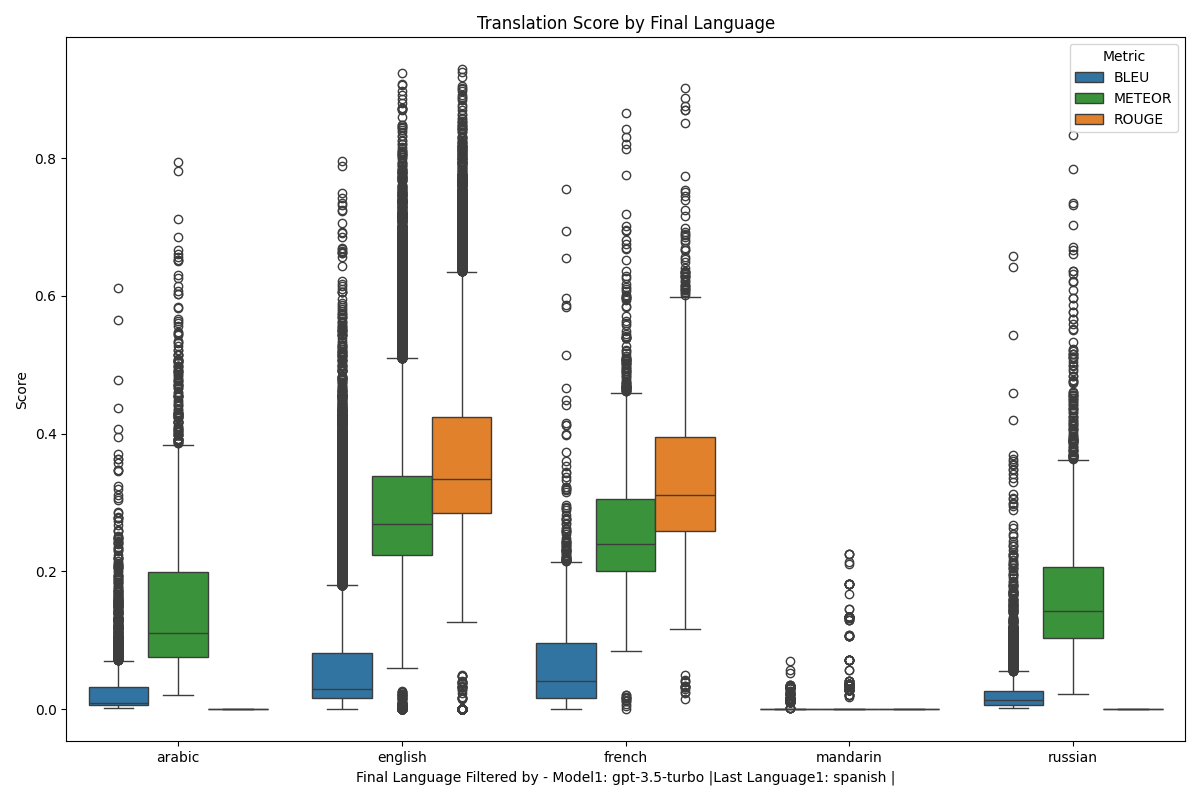 Translation Score by Final Language
Metric
BLEU
METEOR
ROUGE
Score
0.8
0.6
0.4
0.2
0.0
arabic
english
french
mandarin
russian
Final Language Filtered by - Model1: gpt-3.5-turbo |Last Language1: spanish |